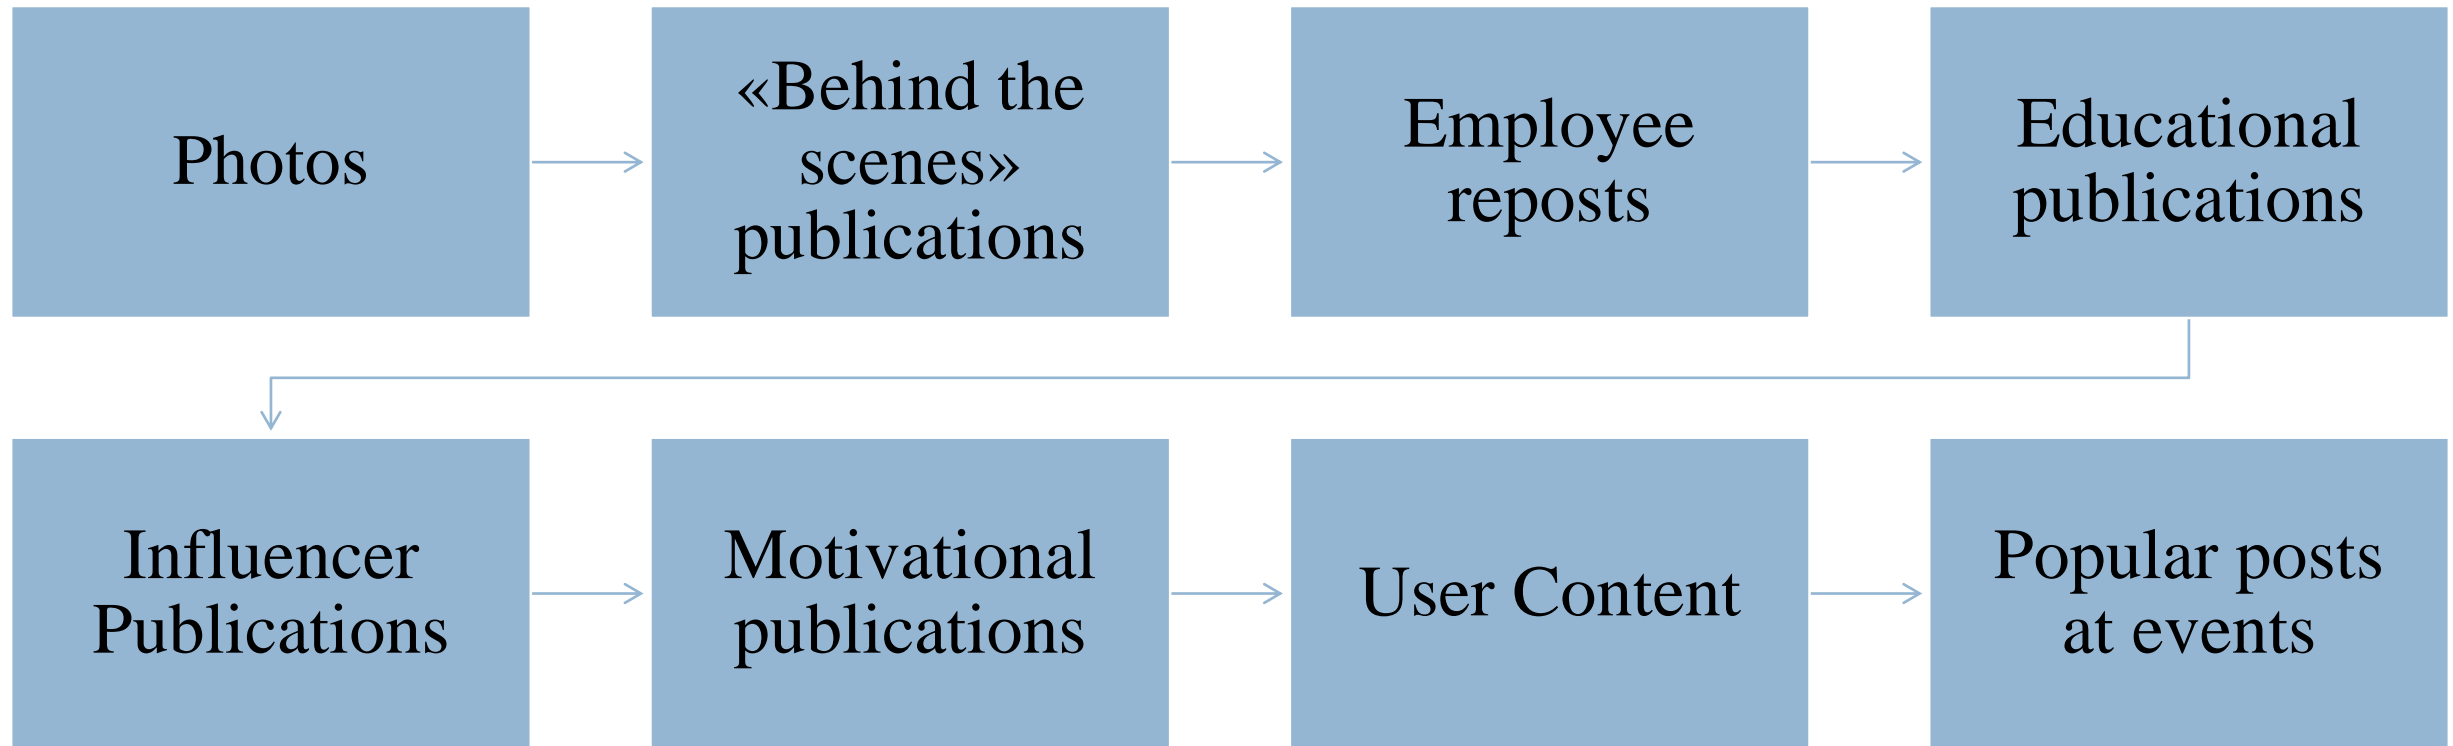 Photos
«Behind the
scenes»
publications
Employee
reposts
Educational
publications
Influencer
Publications
Motivational
publications
User Content
Popular posts
at events